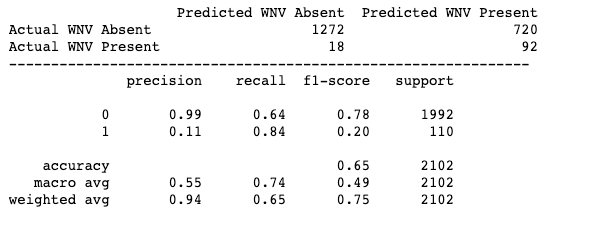 Predicted WNV Absent  Predicted WNV Present
Actual WNV Absent                   1272                    720
Actual WNV Present                    18                     92
----------------------------------------------------------------
              precision    recall  f1-score   support
           0       0.99      0.64      0.78      1992
           1       0.11      0.84      0.20       110
    accuracy                           0.65      2102
   macro avg       0.55      0.74      0.49      2102
weighted avg       0.94      0.65      0.75      2102